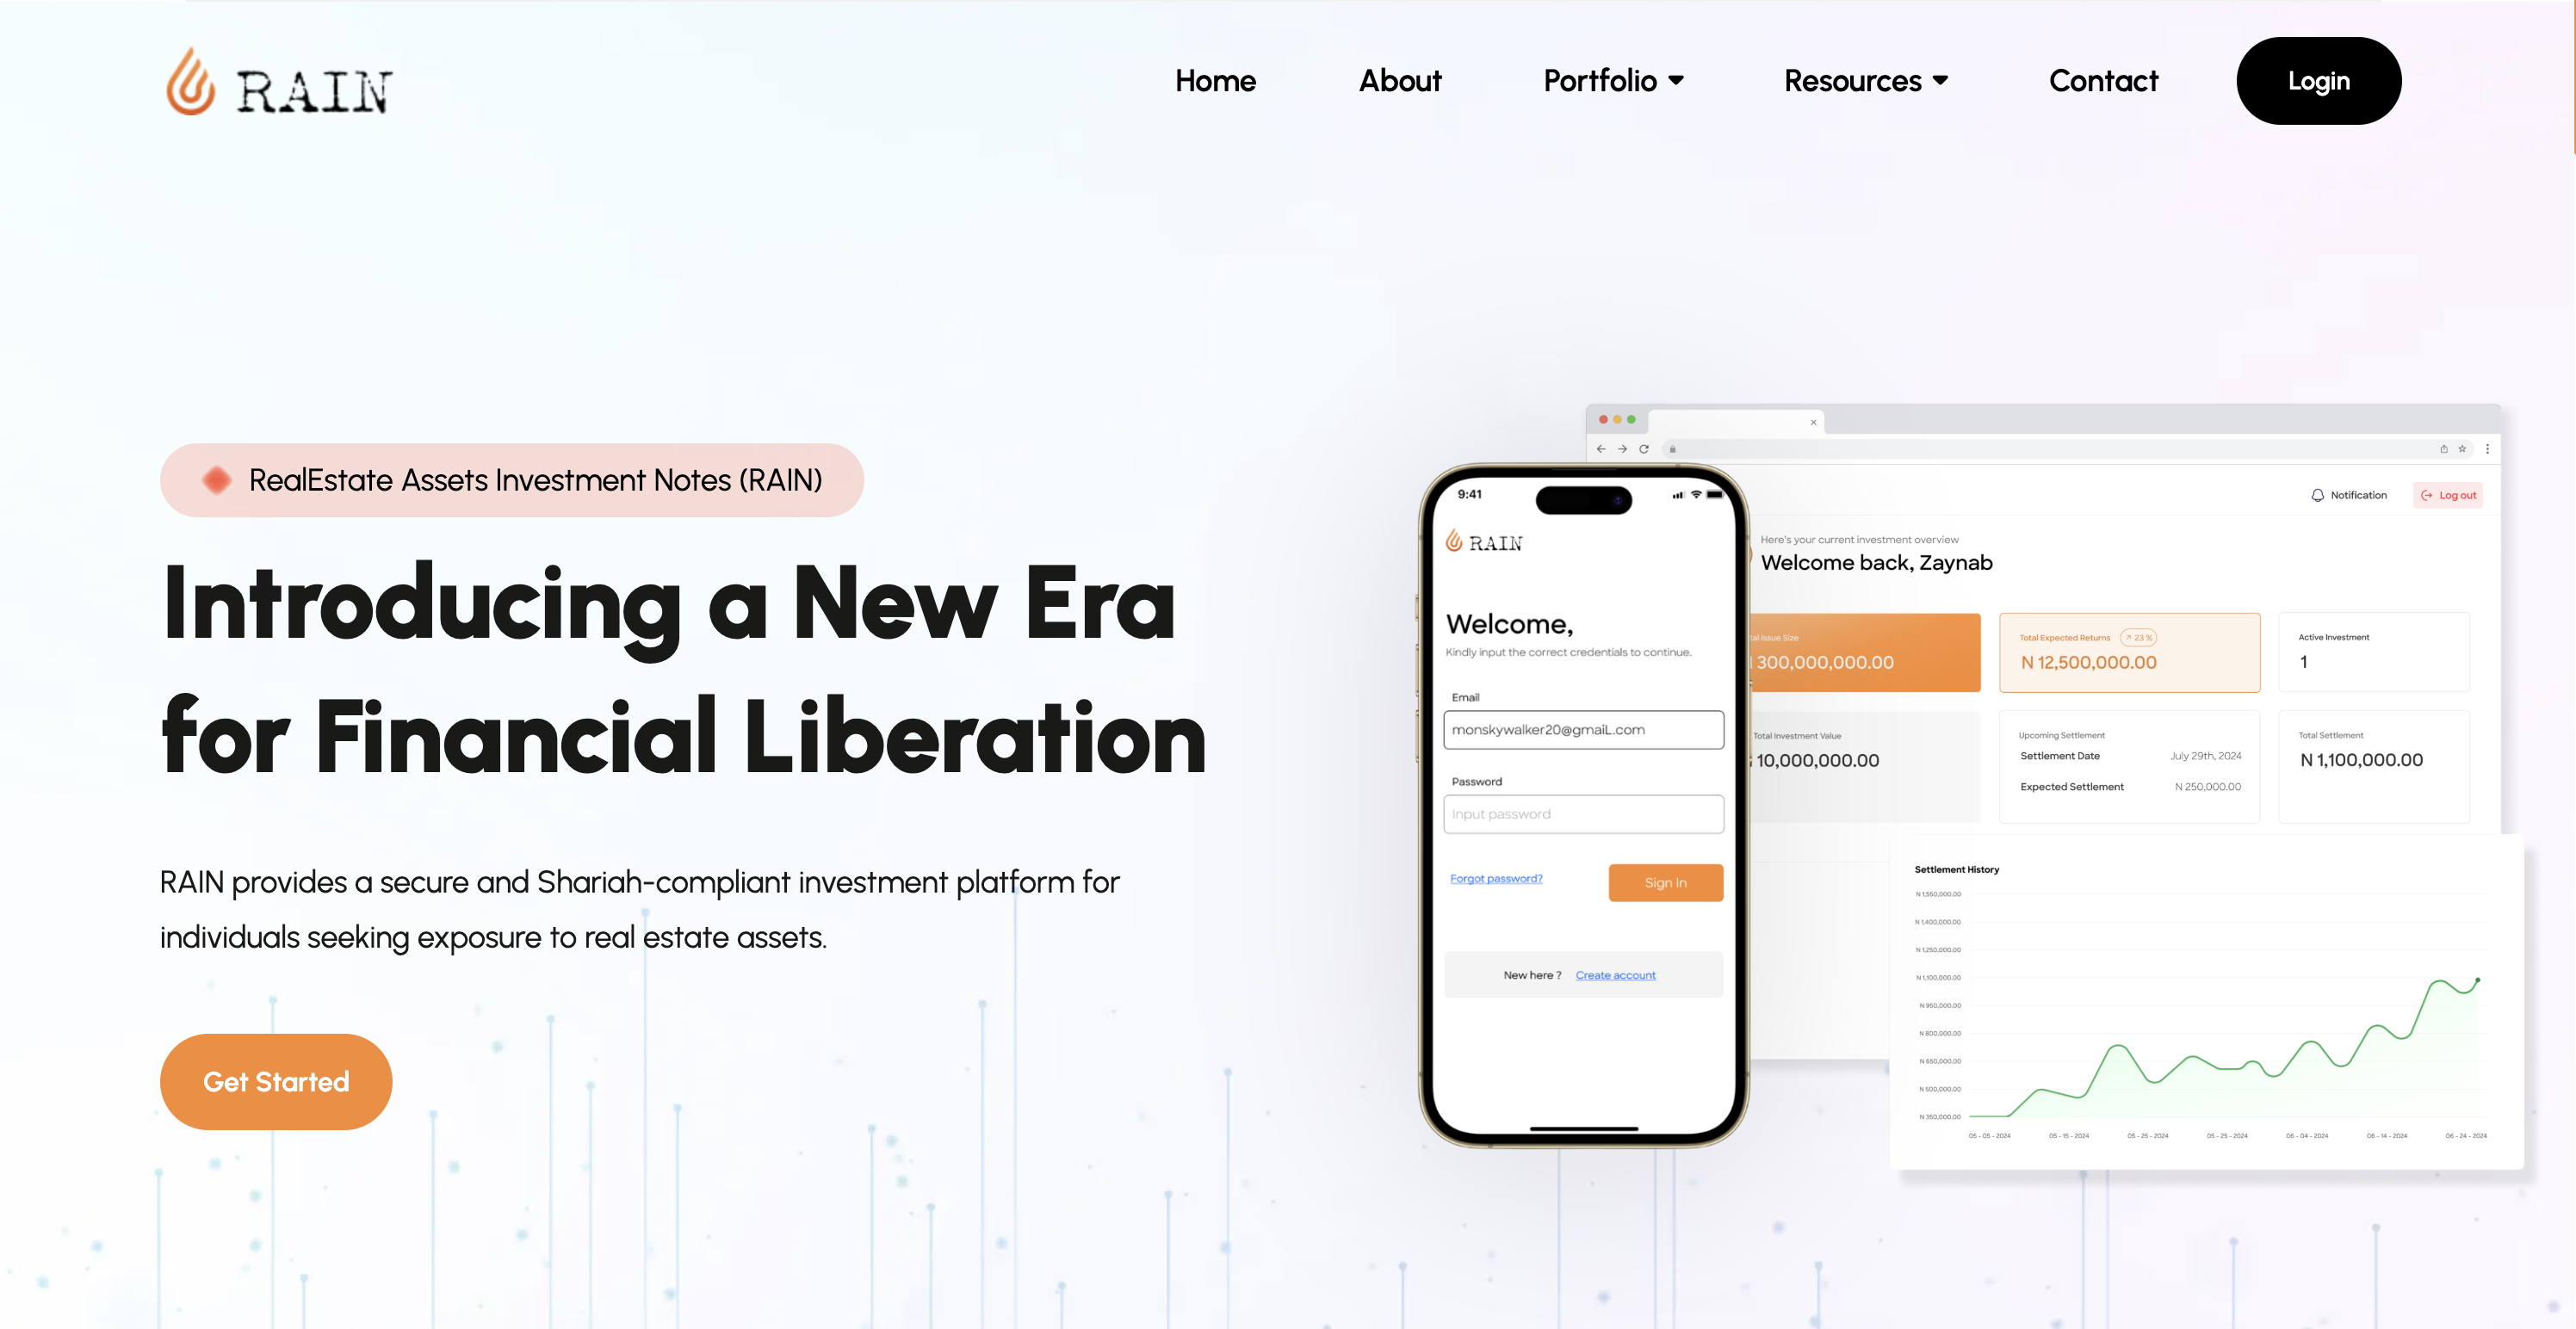 RAIN
Home
About
Portfolio
Resources
Contact
Login
RealEstate Assets Investment Notes (RAIN)
Introducing a New Era
for Financial Liberation
RAIN provides a secure and Shariah-compliant investment platform for
individuals seeking exposure to real estate assets.
Get Started
9:41
RAIN
Welcome,
Kindly input the correct credentials to continue.
Email
monskywalker20@gmaiL.com
Password
Input password
Forgot password?
Sign In
New here ? Create account
Notification
Log out
Here's your current investment overview
Welcome back, Zaynab
Issue Size
300,000,000.00
Total Expected Returns
23 %
N 12,500,000.00
Active Investment
1
Total Investment Value
10,000,000.00
Upcoming Settlement
Settlement Date July 29th, 2024
Expected Settlement N 250,000.00
Total Settlement
N 1,100,000.00
Settlement History
N 1,550,000.00
N 1,400,000.00
N 1,250,000.00
N 1,100,000.00
N 950,000.00
N 800,000.00
N 650,000.00
N 500,000.00
N 350,000.00
05 - 05 - 2024 05 - 15 - 2024 05 - 25 - 2024 05 - 25 - 2024 06 - 04 - 2024 06 - 14 - 2024 06 - 24 - 2024